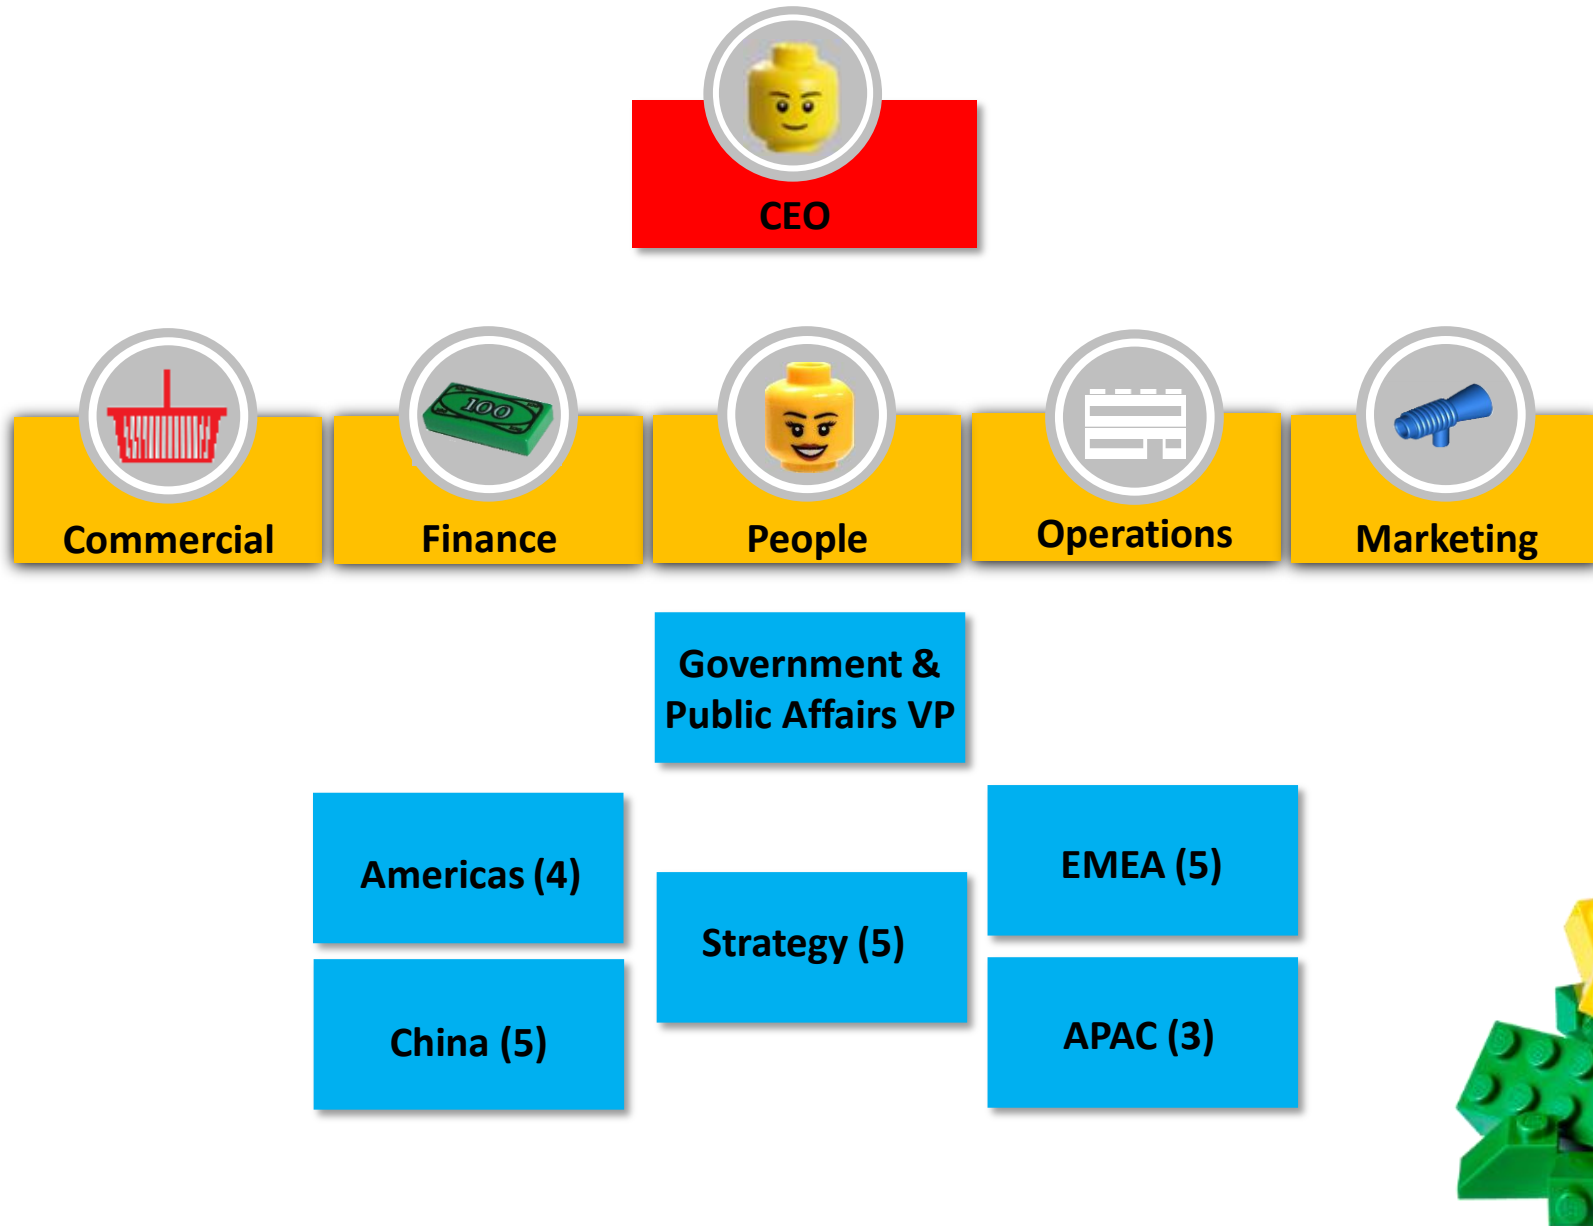 CEO
Commercial
Finance
100
People
Operations
Marketing
Government &
Public Affairs VP
Americas (4)
Strategy (5)
EMEA (5)
China (5)
APAC (3)